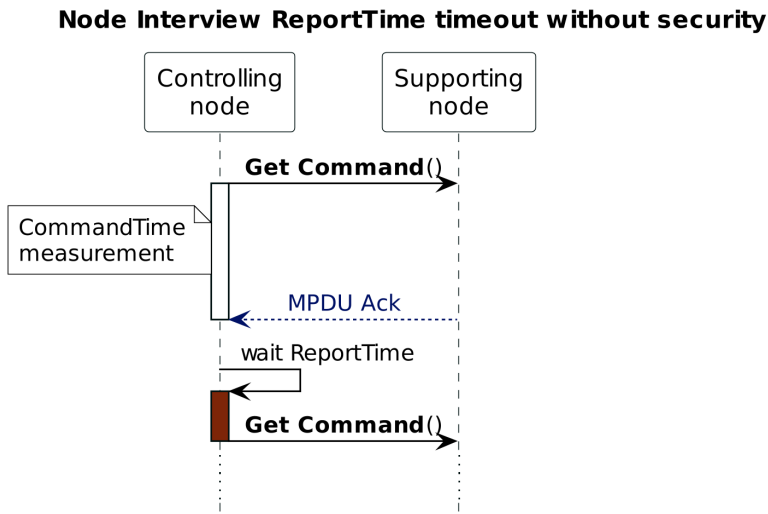 Node Interview ReportTime timeout without security
Controlling
node
Supporting
node
Get Command()
CommandTime
measurement
MPDU Ack
wait ReportTime
Get Command()